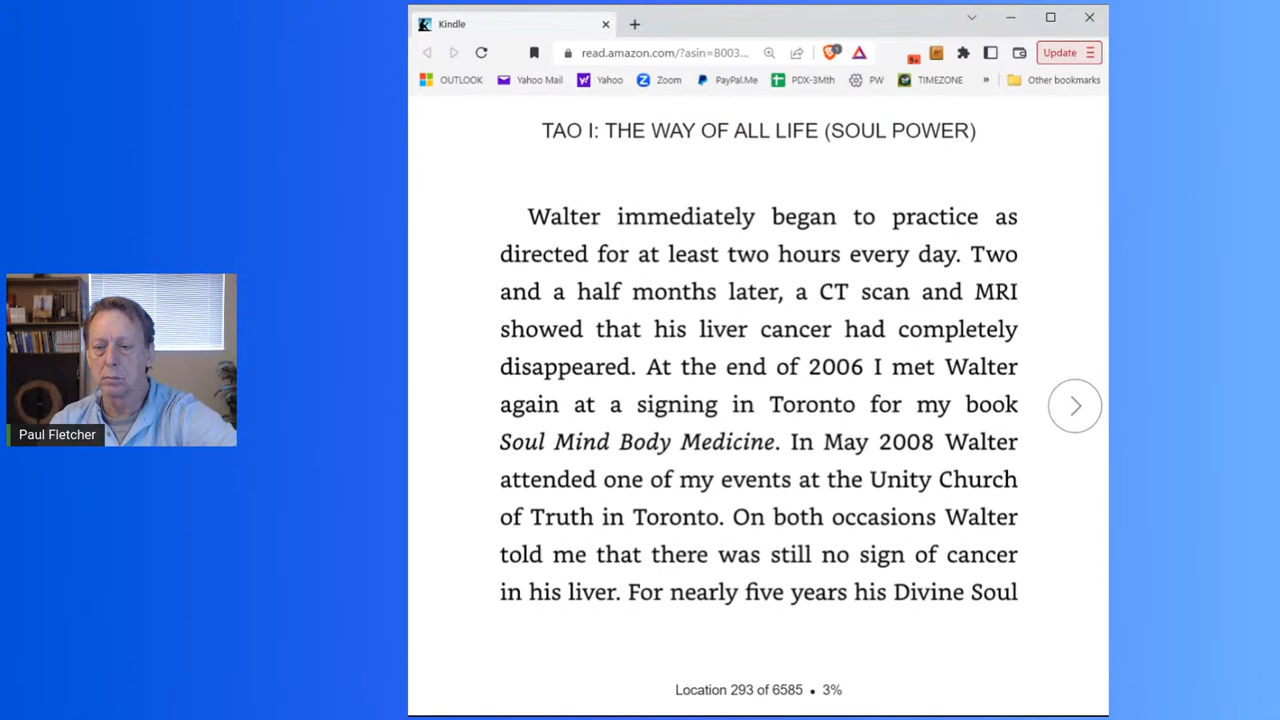 Kindle
read.amazon.com/?asin=B003...
1
9+
Update
OUTLOOK
Yahoo Mail
Yahoo
Zoom
PayPal.Me
PDX-3Mth
PW
TIMEZONE
»
Other bookmarks
TAO I: THE WAY OF ALL LIFE (SOUL POWER)
Walter immediately began to practice as
directed for at least two hours every day. Two
and a half months later, a CT scan and MRI
showed that his liver cancer had completely
disappeared. At the end of 2006 I met Walter
again at a signing in Toronto for my book
Soul Mind Body Medicine. In May 2008 Walter
attended one of my events at the Unity Church
of Truth in Toronto. On both occasions Walter
told me that there was still no sign of cancer
in his liver. For nearly five years his Divine Soul
Location 293 of 6585 • 3%
Paul Fletcher